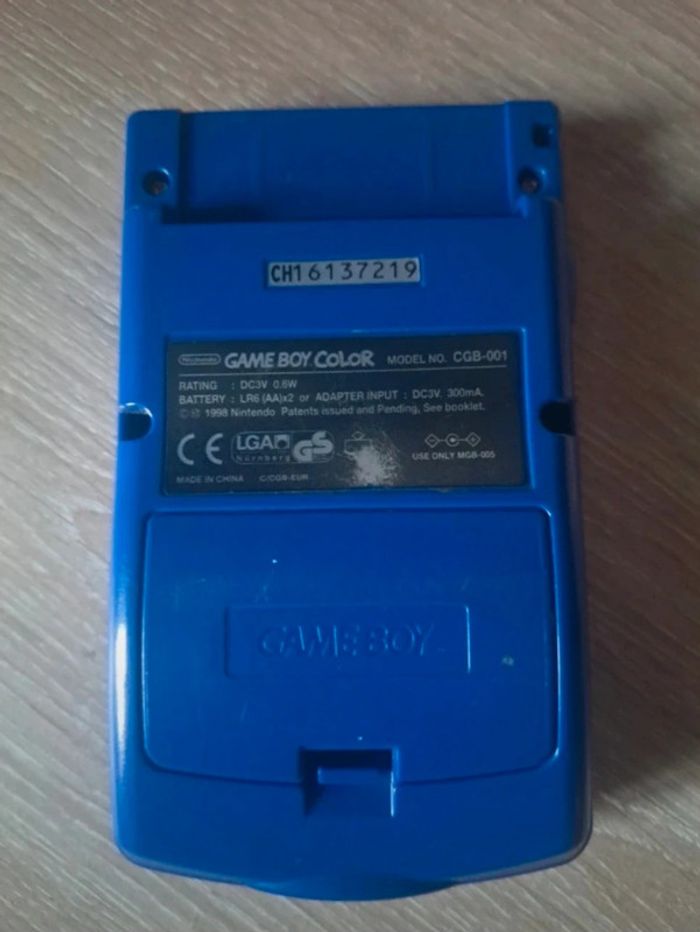 CH16137219
Nintendo GAME BOY COLOR MODEL NO. CGB-001
RATING : DC3V 0.6W
BATTERY : LR6 (AA)x2 or ADAPTER INPUT : DC3V, 300mA.
© ® 1998 Nintendo Patents issued and Pending, See booklet.
CE LGA Nürnberg GS
USE ONLY MGB-005
MADE IN CHINA C/CGB-EUR
GAME BOY